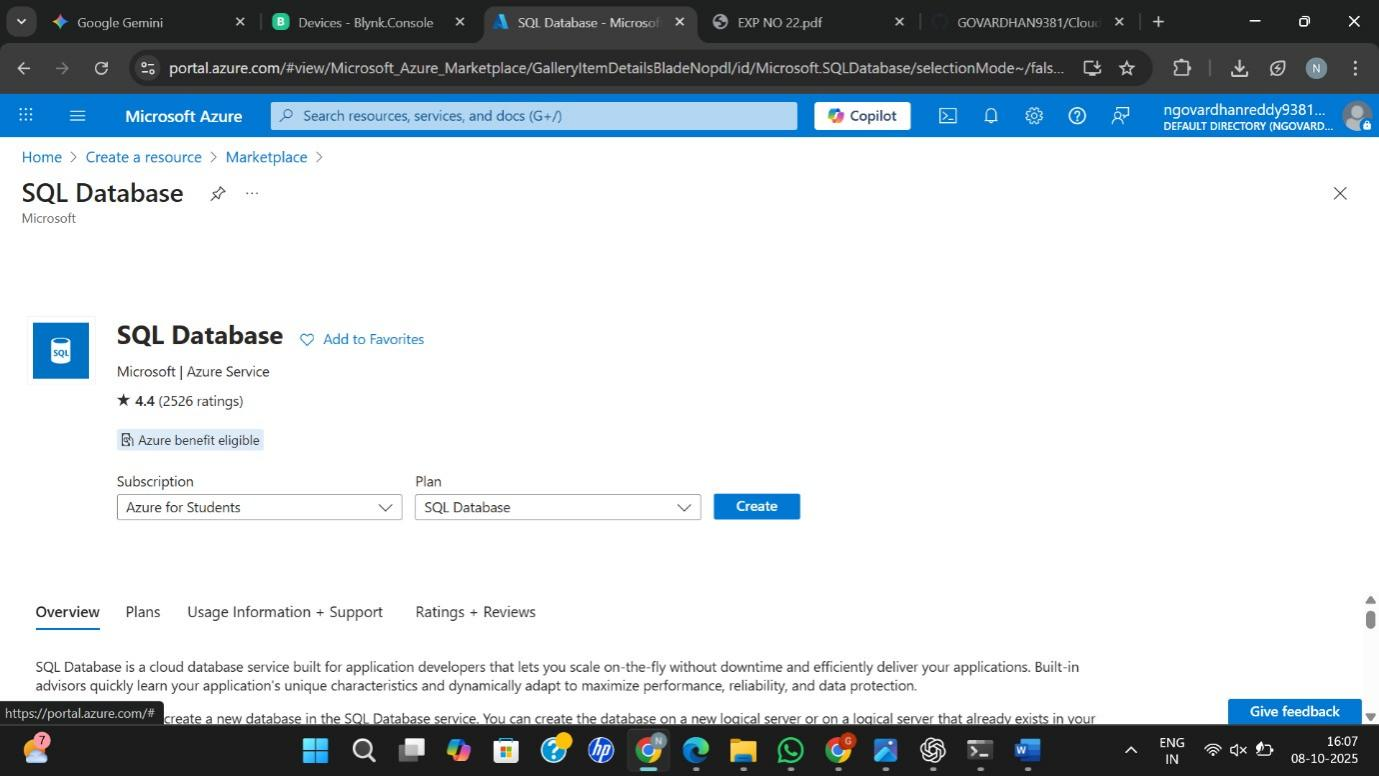 Google Gemini
Devices - Blynk.Console
SQL Database - Microsof
EXP NO 22.pdf
GOVARDHAN9381/Cloud
portal.azure.com/#view/Microsoft_Azure_Marketplace/GalleryItemDetailsBladeNopdl/id/Microsoft.SQLDatabase/selectionMode~/fals...
N
Microsoft Azure
Search resources, services, and docs (G+/)
Copilot
ngovardhanreddy9381...
DEFAULT DIRECTORY (NGOVARD...
Home > Create a resource > Marketplace >
SQL Database
...
Microsoft
SQL
SQL Database
Add to Favorites
Microsoft | Azure Service
★ 4.4 (2526 ratings)
Azure benefit eligible
Subscription
Plan
Azure for Students
SQL Database
Create
Overview
Plans
Usage Information + Support
Ratings + Reviews
SQL Database is a cloud database service built for application developers that lets you scale on-the-fly without downtime and efficiently deliver your applications. Built-in
advisors quickly learn your application's unique characteristics and dynamically adapt to maximize performance, reliability, and data protection.
https://portal.azure.com/#
create a new database in the SQL Database service. You can create the database on a new logical server or on a logical server that already exists in your
Give feedback
7
hp
N
G
ENG
IN
16:07
08-10-2025